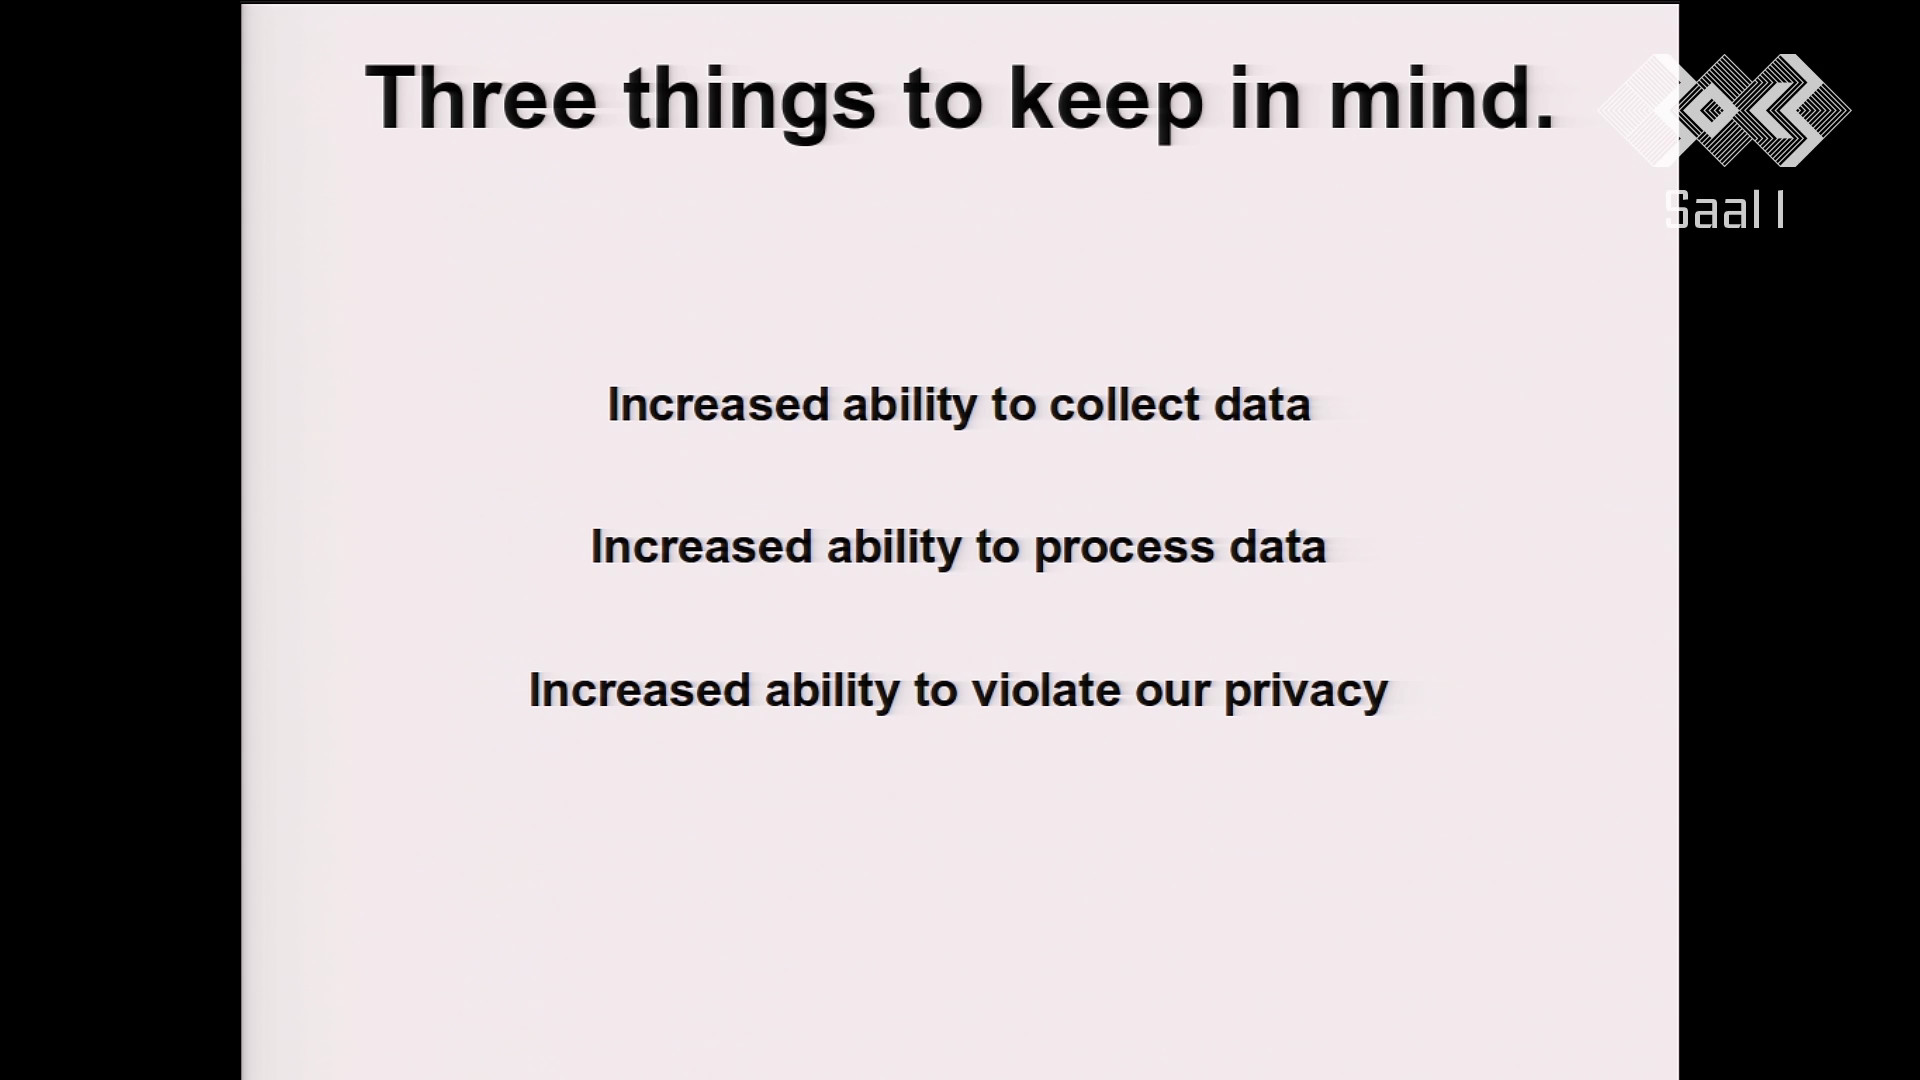 Three things to keep in mind.
Saal 1
Increased ability to collect data
Increased ability to process data
Increased ability to violate our privacy